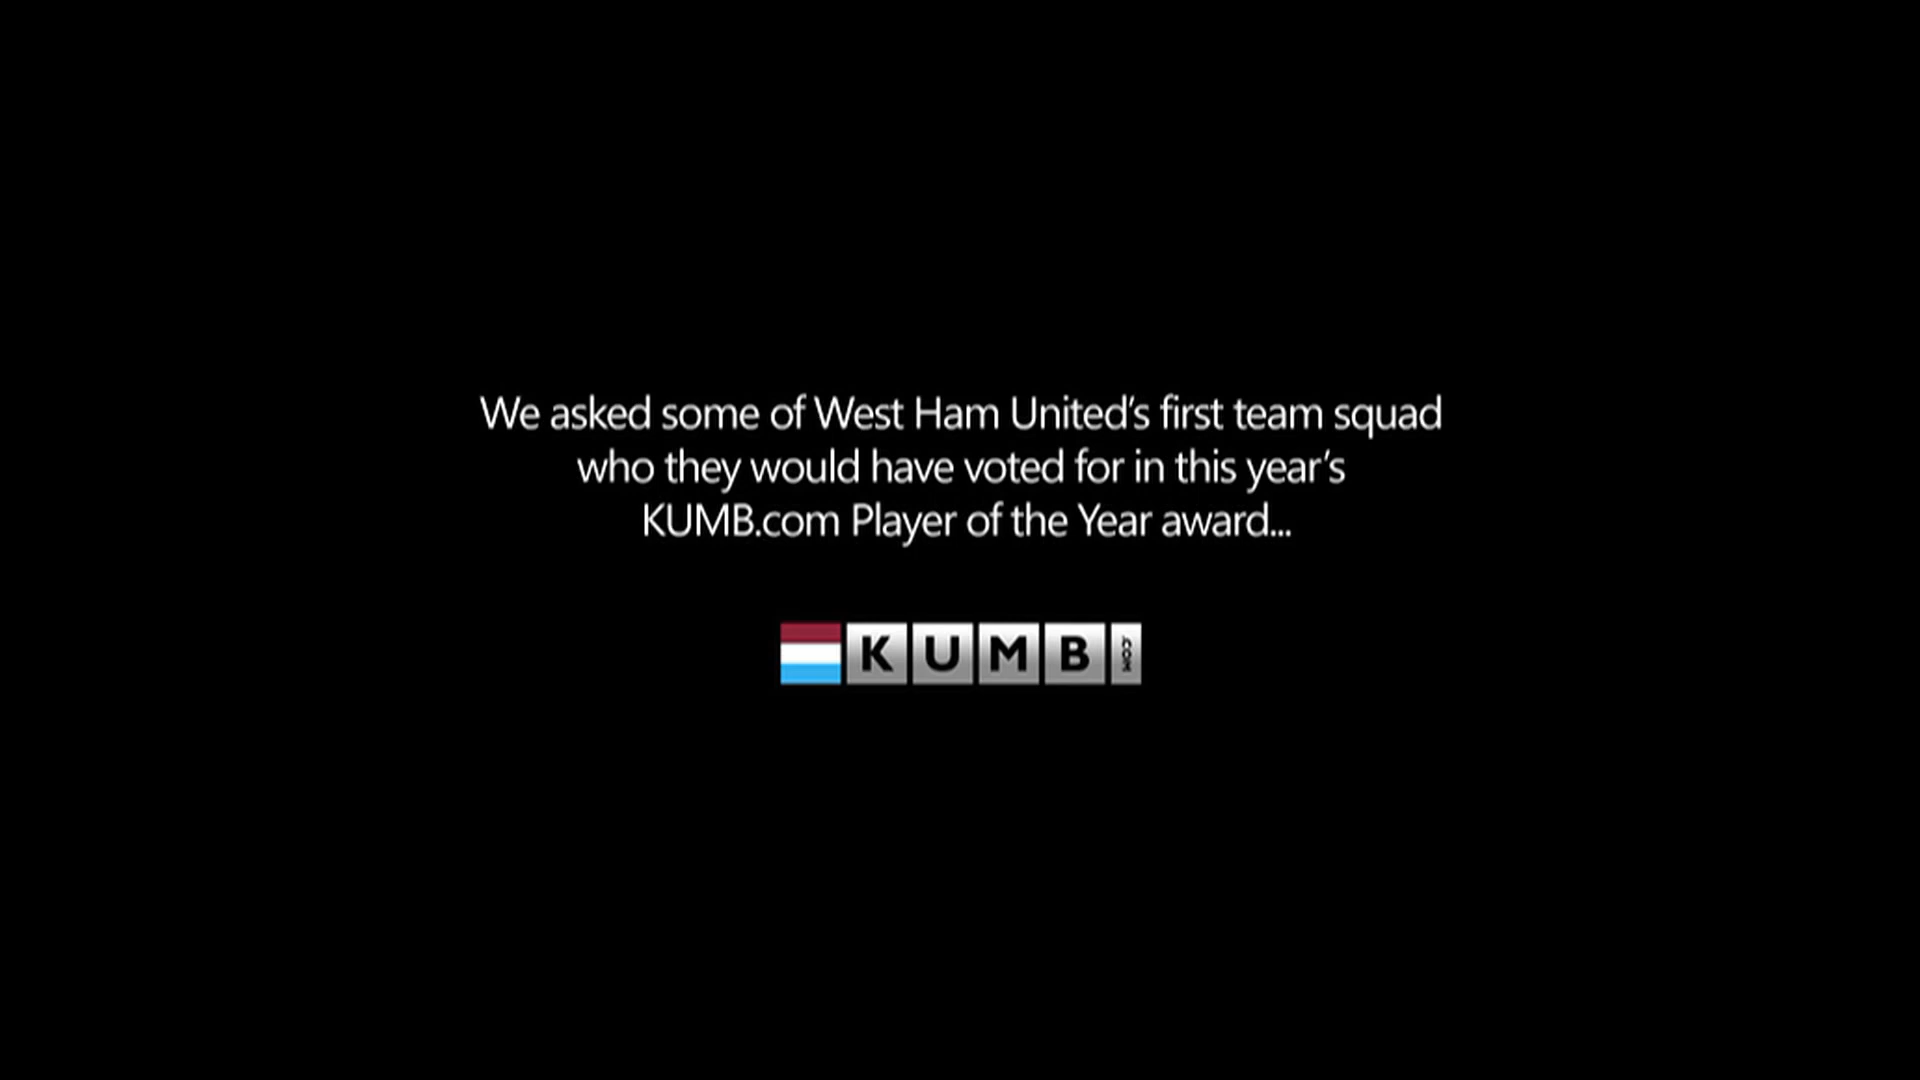 We asked some of West Ham United's first team squad
who they would have voted for in this year's
KUMB.com Player of the Year award...
KUMB.COM